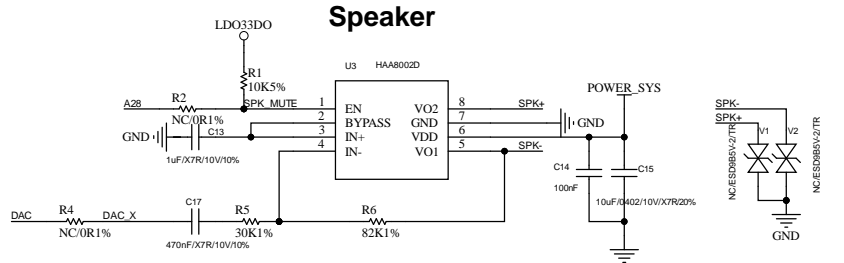 Speaker
LDO33DO
R1
10K5%
U3 HAA8002D
A28
R2
NC/0R1%
SPK_MUTE
1 EN
2 BYPASS
3 IN+
4 IN-
VO2 8 SPK+
GND 7 GND
VDD 6
VO1 5 SPK-
GND
C13
1uF/X7R/10V/10%
POWER_SYS
C14
100nF
C15
10uF/0402/10V/X7R/20%
SPK-
SPK+
V1
NC/ESD9B5V-2/TR
V2
NC/ESD9B5V-2/TR
GND
DAC
R4
NC/0R1%
DAC_X
C17
470nF/X7R/10V/10%
R5
30K1%
R6
82K1%